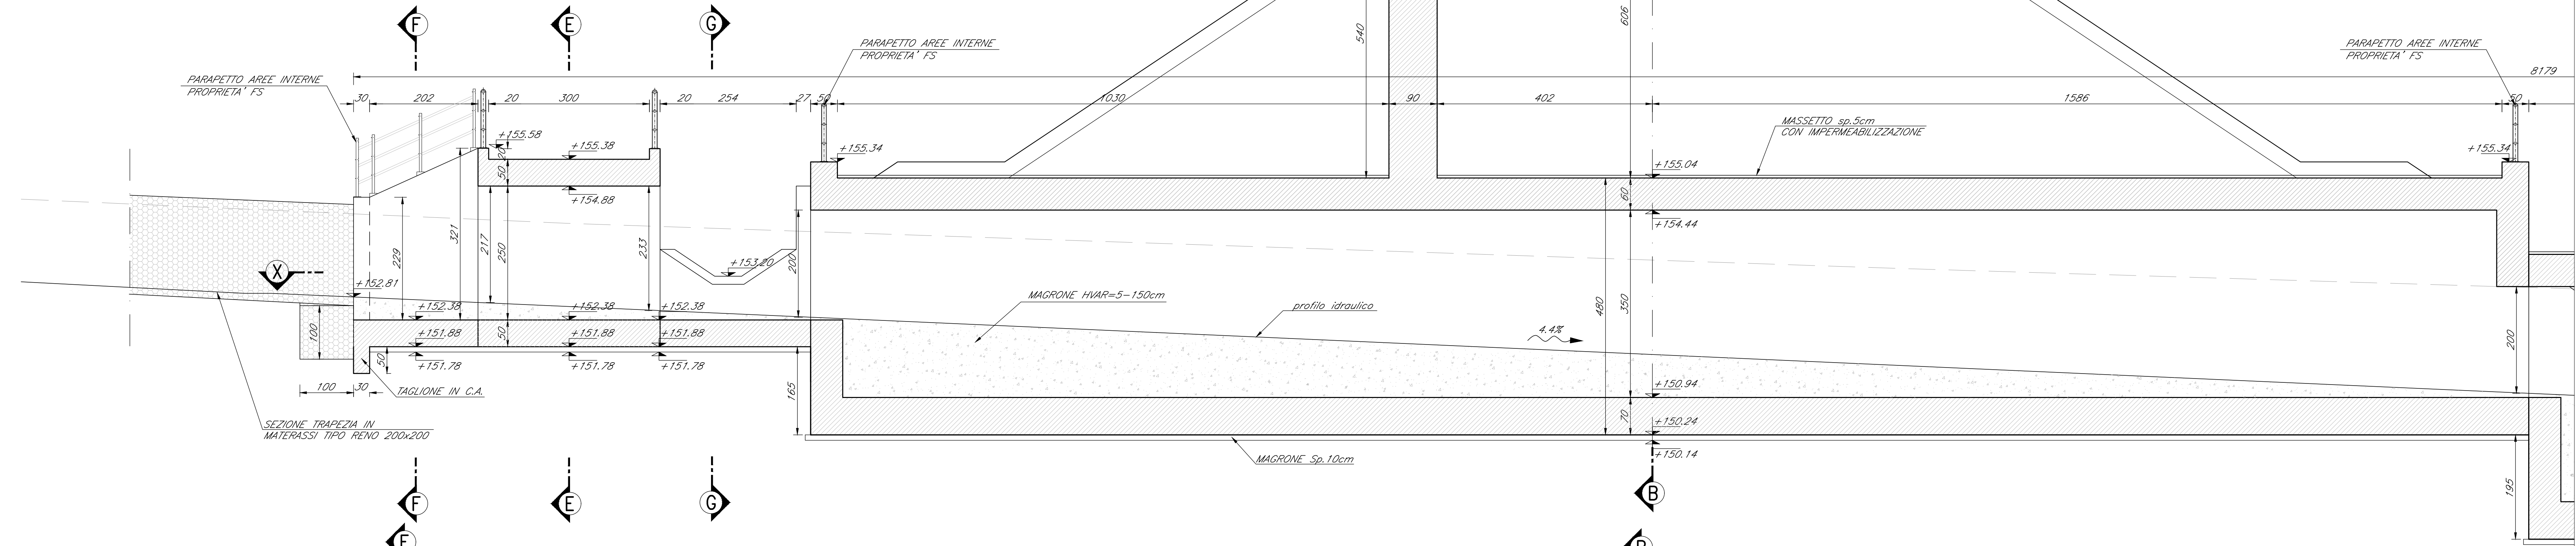 F
E
G
PARAPETTO AREE INTERNE
PROPRIETA' FS
PARAPETTO AREE INTERNE
PROPRIETA' FS
PARAPETTO AREE INTERNE
PROPRIETA' FS
540
606
8179
30 202 20 300 20 254 27 50 1030 90 402 1586 50
+155.58
+155.38
+155.34
MASSETTO sp.5cm
CON IMPERMEABILIZZAZIONE
+155.34
+155.04
20
50
60
+154.88
+154.44
229
321
217
250
233
200
480
350
200
X
+153.20
+152.81
MAGRONE HVAR=5-150cm
profilo idraulico
4.4%
+152.38
+152.38
+152.38
+151.88
+151.88
+151.88
100
50
50
+151.78
+151.78
+151.78
165
+150.94
100 30
TAGLIONE IN C.A.
70
+150.24
SEZIONE TRAPEZIA IN
MATERASSI TIPO RENO 200x200
MAGRONE Sp.10cm
+150.14
195
F
E
G
B